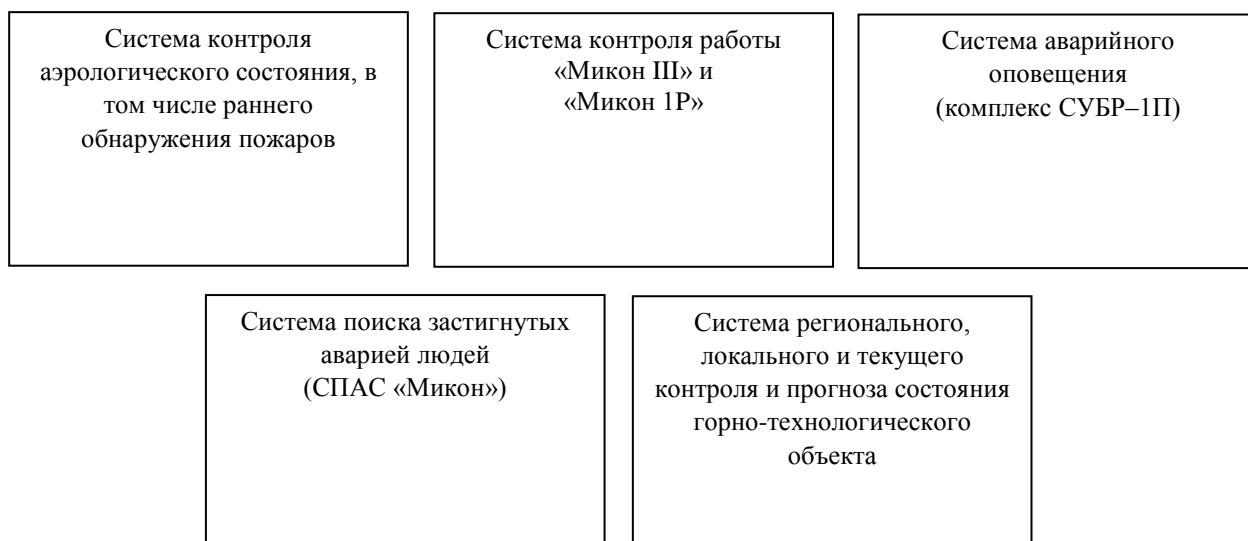 Система контроля
аэрологического состояния, в
том числе раннего
обнаружения пожаров
Система контроля работы
«Микон III» и
«Микон 1Р»
Система аварийного
оповещения
(комплекс СУБР–1П)
Система поиска застигнутых
аварией людей
(СПАС «Микон»)
Система регионального,
локального и текущего
контроля и прогноза состояния
горно-технологического
объекта